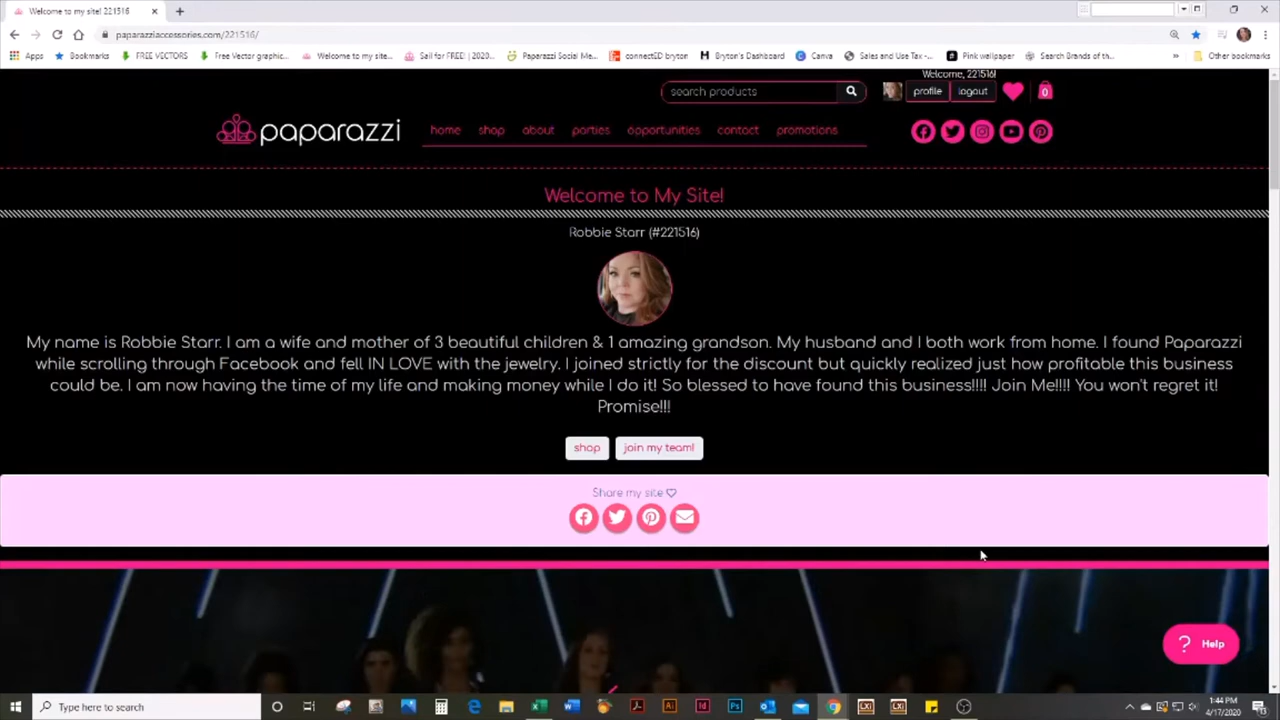 Welcome to my site! 221516
paparazziaccessories.com/221516/
Apps Bookmarks FREE VECTORS Free Vector graphic... Welcome to my site... Sail for FREE! | 2020... Paparazzi Social Me... connectED bryton Bryton's Dashboard Canva Sales and Use Tax -... Pink wallpaper Search Brands of th... Other bookmarks
Welcome, 221516!
search products profile logout 0
paparazzi home shop about parties opportunities contact promotions
Welcome to My Site!
Robbie Starr (#221516)
My name is Robbie Starr. I am a wife and mother of 3 beautiful children & 1 amazing grandson. My husband and I both work from home. I found Paparazzi
while scrolling through Facebook and fell IN LOVE with the jewelry. I joined strictly for the discount but quickly realized just how profitable this business
could be. I am now having the time of my life and making money while I do it! So blessed to have found this business!!!! Join Me!!!! You won't regret it!
Promise!!!
shop join my team!
Share my site
? Help
Type here to search
1:44 PM
4/17/2020